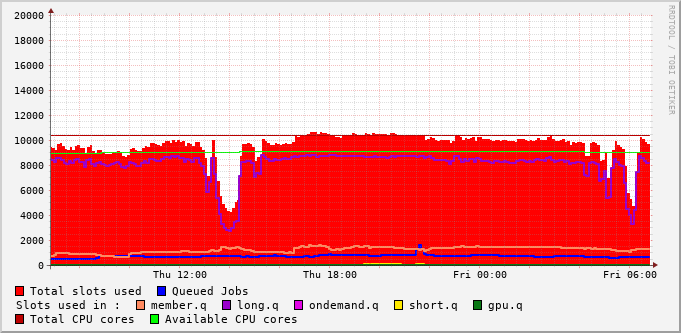 20000
18000
16000
14000
12000
10000
8000
6000
4000
2000
0
Thu 12:00 Thu 18:00 Fri 00:00 Fri 06:00
RRDTOOL / TOBI OETIKER
Total slots used Queued Jobs
Slots used in : member.q long.q ondemand.q short.q gpu.q
Total CPU cores Available CPU cores